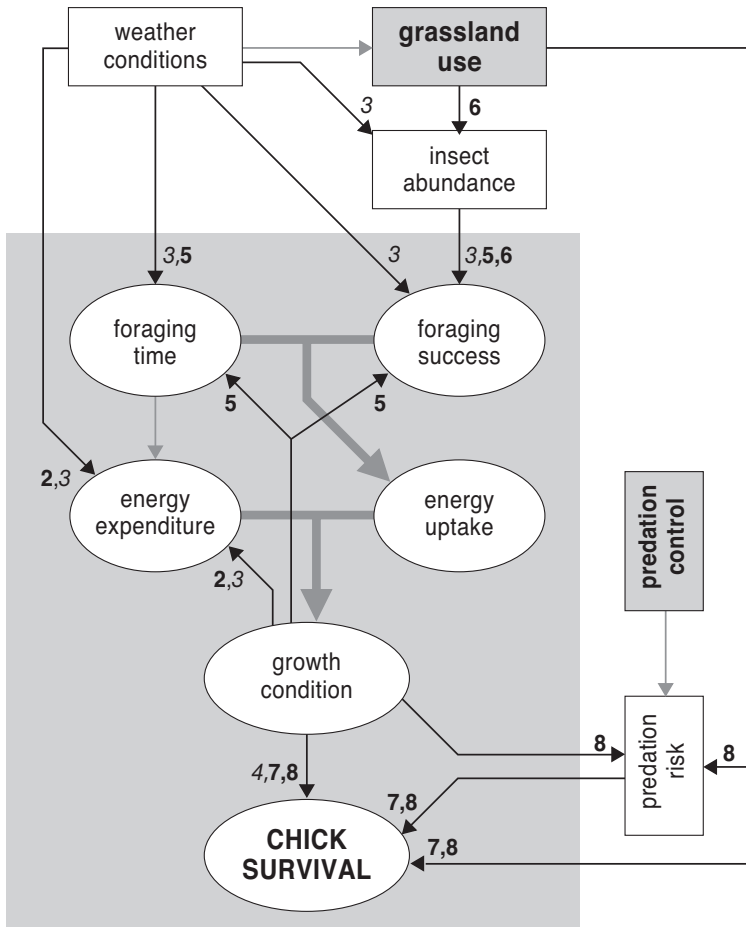 weather
conditions
grassland
use
3
6
insect
abundance
3,5
3
3,5,6
foraging
time
foraging
success
5
5
2,3
energy
expenditure
energy
uptake
predation
control
2,3
growth
condition
8
predation
risk
8
4,7,8
7,8
CHICK
SURVIVAL
7,8